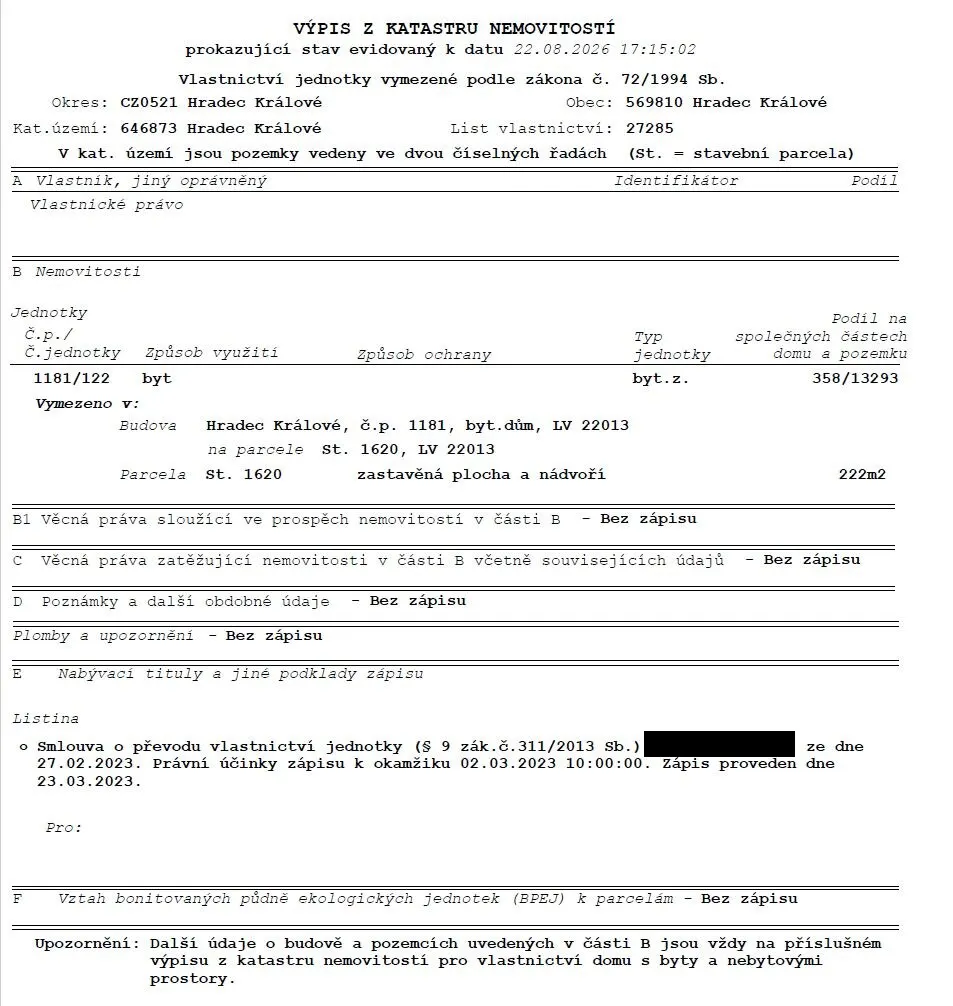 VÝPIS Z KATASTRU NEMOVITOSTÍ
prokazující stav evidovaný k datu 22.08.2026 17:15:02
Vlastnictví jednotky vymezené podle zákona č. 72/1994 Sb.
Okres: CZ0521 Hradec Králové Obec: 569810 Hradec Králové
Kat.území: 646873 Hradec Králové List vlastnictví: 27285
V kat. území jsou pozemky vedeny ve dvou číselných řadách (St. = stavební parcela)
A Vlastník, jiný oprávněný Identifikátor Podíl
Vlastnické právo
B Nemovitosti
Jednotky
Č.p./
Č.jednotky Způsob využití Způsob ochrany Typ jednotky Podíl na společných částech domu a pozemku
1181/122 byt byt.z. 358/13293
Vymezeno v:
Budova Hradec Králové, č.p. 1181, byt.dům, LV 22013
na parcele St. 1620, LV 22013
Parcela St. 1620 zastavěná plocha a nádvoří 222m2
B1 Věcná práva sloužící ve prospěch nemovitostí v části B - Bez zápisu
C Věcná práva zatěžující nemovitosti v části B včetně souvisejících údajů - Bez zápisu
D Poznámky a další obdobné údaje - Bez zápisu
Plomby a upozornění - Bez zápisu
E Nabývací tituly a jiné podklady zápisu
Listina
o Smlouva o převodu vlastnictví jednotky (§ 9 zák.č.311/2013 Sb.) ze dne
27.02.2023. Právní účinky zápisu k okamžiku 02.03.2023 10:00:00. Zápis proveden dne
23.03.2023.
Pro:
F Vztah bonitovaných půdně ekologických jednotek (BPEJ) k parcelám - Bez zápisu
Upozornění: Další údaje o budově a pozemcích uvedených v části B jsou vždy na příslušném
výpisu z katastru nemovitostí pro vlastnictví domu s byty a nebytovými
prostory.